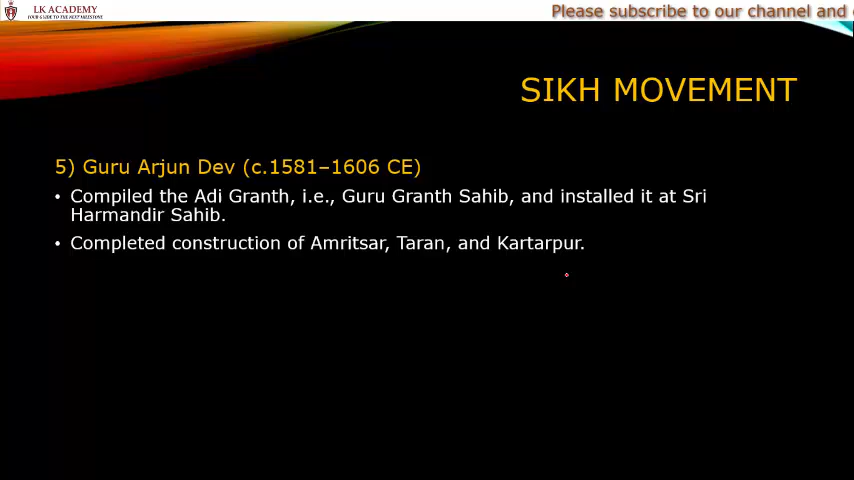 LK ACADEMY
YOUR GUIDE TO THE NEXT MILESTONE
Please subscribe to our channel and
SIKH MOVEMENT
5) Guru Arjun Dev (c.1581–1606 CE)
• Compiled the Adi Granth, i.e., Guru Granth Sahib, and installed it at Sri
Harmandir Sahib.
• Completed construction of Amritsar, Taran, and Kartarpur.